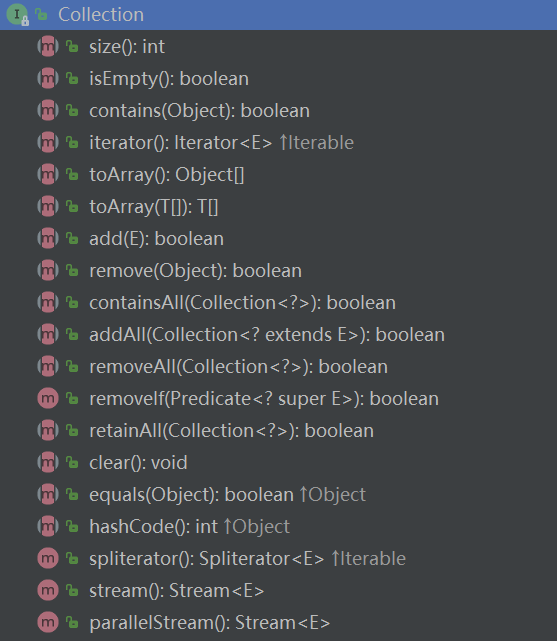 Collection
size(): int
isEmpty(): boolean
contains(Object): boolean
iterator(): Iterator<E> ↑Iterable
toArray(): Object[]
toArray(T[]): T[]
add(E): boolean
remove(Object): boolean
containsAll(Collection<?>): boolean
addAll(Collection<? extends E>): boolean
removeAll(Collection<?>): boolean
removeIf(Predicate<? super E>): boolean
retainAll(Collection<?>): boolean
clear(): void
equals(Object): boolean ↑Object
hashCode(): int ↑Object
spliterator(): Spliterator<E> ↑Iterable
stream(): Stream<E>
parallelStream(): Stream<E>